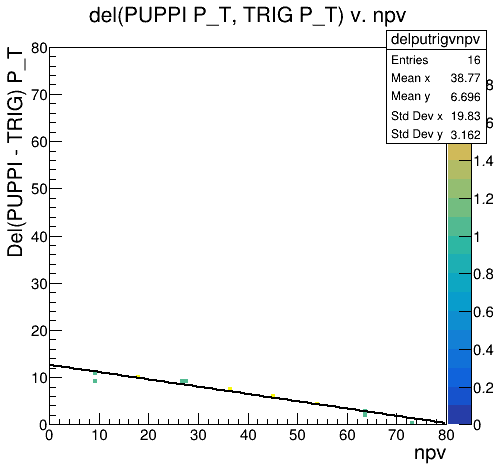 del(PUPPI P_T, TRIG P_T) v. npv
delputrigvnpv
Entries 16
Mean x 38.77
Mean y 6.696
Std Dev x 19.83
Std Dev y 3.162
Del(PUPPI - TRIG) P_T
80
70
60
50
40
30
20
10
0
0 10 20 30 40 50 60 70 80
npv
8
6
1.4
1.2
1
0.8
0.6
0.4
0.2
0